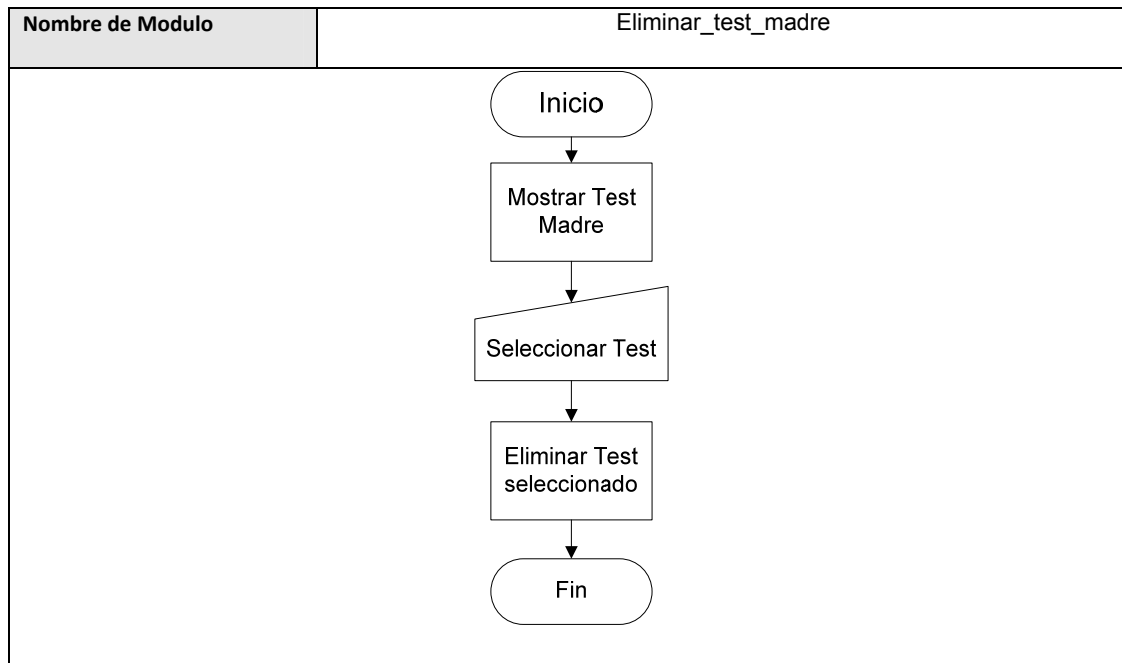 Nombre de Modulo
Eliminar_test_madre
Inicio
Mostrar Test
Madre
Seleccionar Test
Eliminar Test
seleccionado
Fin